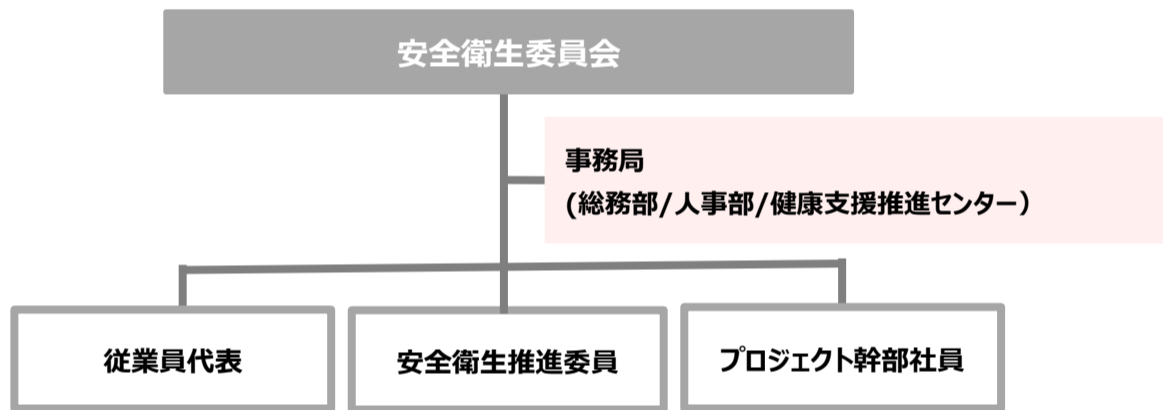 安全衛生委員会
事務局
(総務部/人事部/健康支援推進センター）
従業員代表
安全衛生推進委員
プロジェクト幹部社員